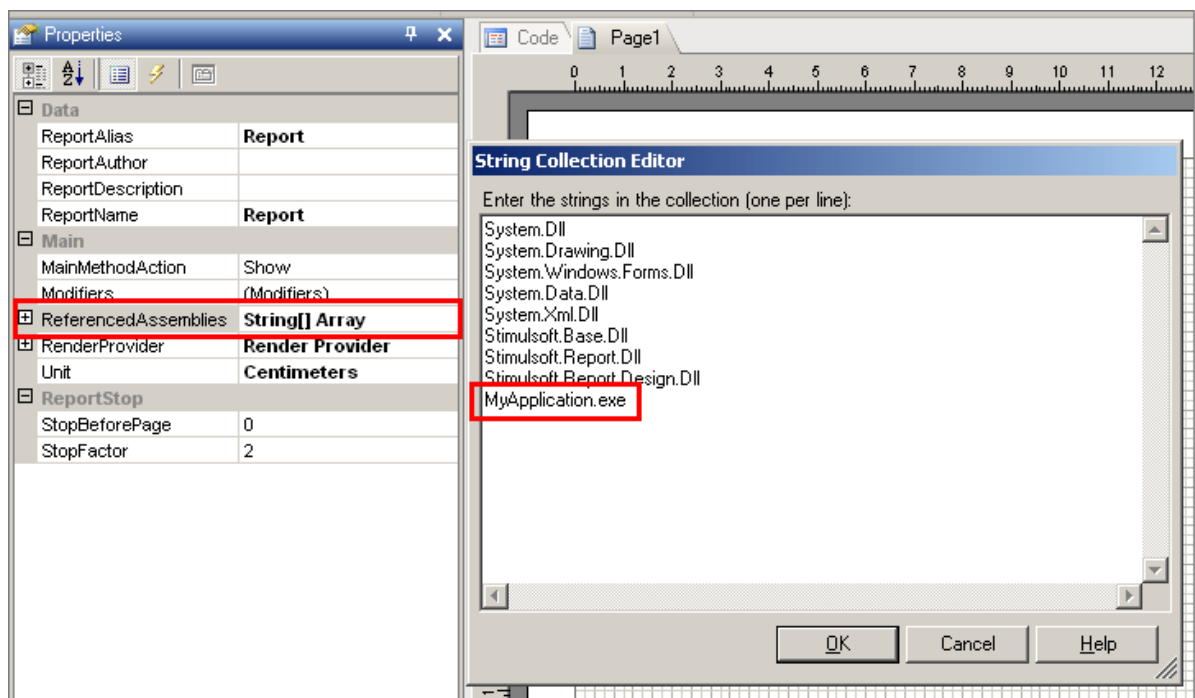 Properties
Data
ReportAlias Report
ReportAuthor
ReportDescription
ReportName Report
Main
MainMethodAction Show
Modifiers (Modifiers)
ReferencedAssemblies String[] Array
RenderProvider Render Provider
Unit Centimeters
ReportStop
StopBeforePage 0
StopFactor 2
Code Page1
0 1 2 3 4 5 6 7 8 9 10 11 12
String Collection Editor
Enter the strings in the collection (one per line):
System.Dll
System.Drawing.Dll
System.Windows.Forms.Dll
System.Data.Dll
System.Xml.Dll
Stimulsoft.Base.Dll
Stimulsoft.Report.Dll
Stimulsoft.Report.Design.Dll
MyApplication.exe
OK Cancel Help